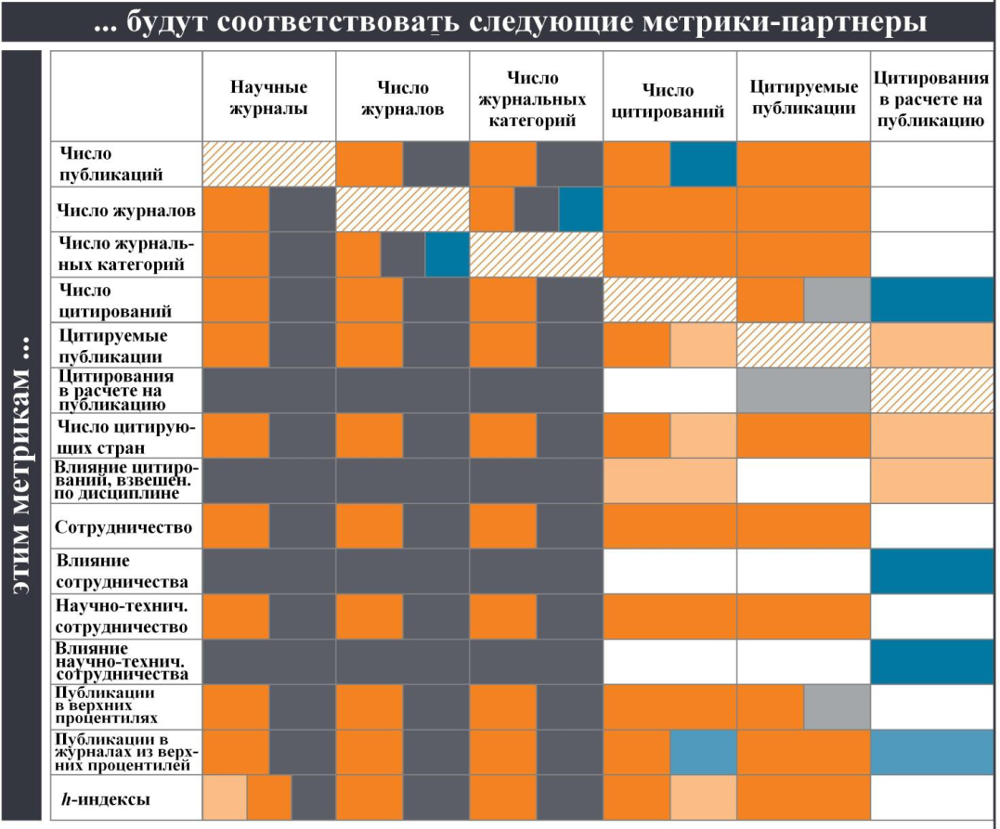 ... будут соответствовать следующие метрики-партнеры
этим метрикам ...
Научные
журналы
Число
журналов
Число
журнальных
категорий
Число
цитирований
Цитируемые
публикации
Цитирования
в расчете на
публикацию
Число
публикаций
Число журналов
Число журналь-
ных категорий
Число
цитирований
Цитируемые
публикации
Цитирования
в расчете на
публикацию
Число цитирую-
щих стран
Влияние цитиро-
ваний, взвешен.
по дисциплине
Сотрудничество
Влияние
сотрудничества
Научно-технич.
сотрудничество
Влияние
научно-технич.
сотрудничества
Публикации
в верхних
процентилях
Публикации в
журналах из верх-
них процентилей
h-индексы